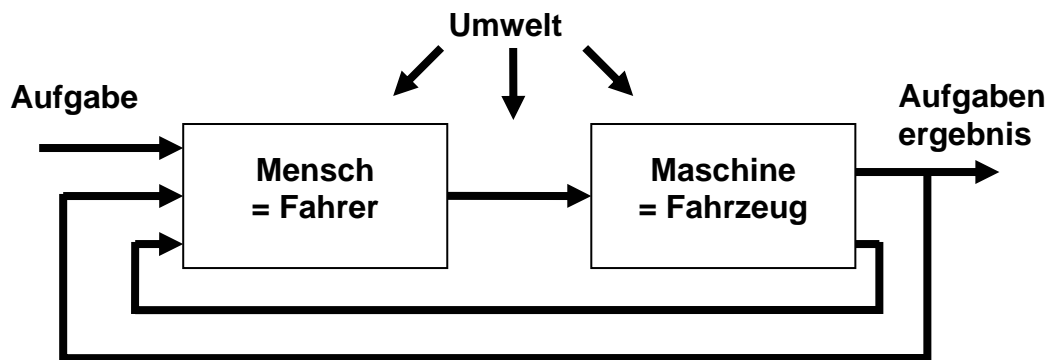 Umwelt
Aufgabe
Aufgaben
ergebnis
Mensch
= Fahrer
Maschine
= Fahrzeug